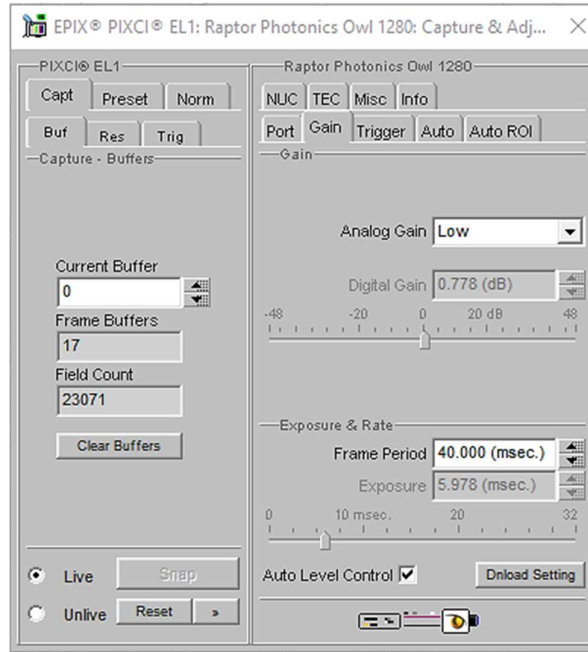 EPIX® PIXCI® EL1: Raptor Photonics Owl 1280: Capture & Adj...
PIXCI® EL1
Capt Preset Norm
Buf Res Trig
Capture - Buffers
Current Buffer
0
Frame Buffers
17
Field Count
23071
Clear Buffers
Live Snap
Unlive Reset »
Raptor Photonics Owl 1280
NUC TEC Misc Info
Port Gain Trigger Auto Auto ROI
Gain
Analog Gain Low
Digital Gain 0.778 (dB)
-48 -20 0 20 dB 48
Exposure & Rate
Frame Period 40.000 (msec.)
Exposure 5.978 (msec.)
0 10 msec. 20 32
Auto Level Control Dnload Setting